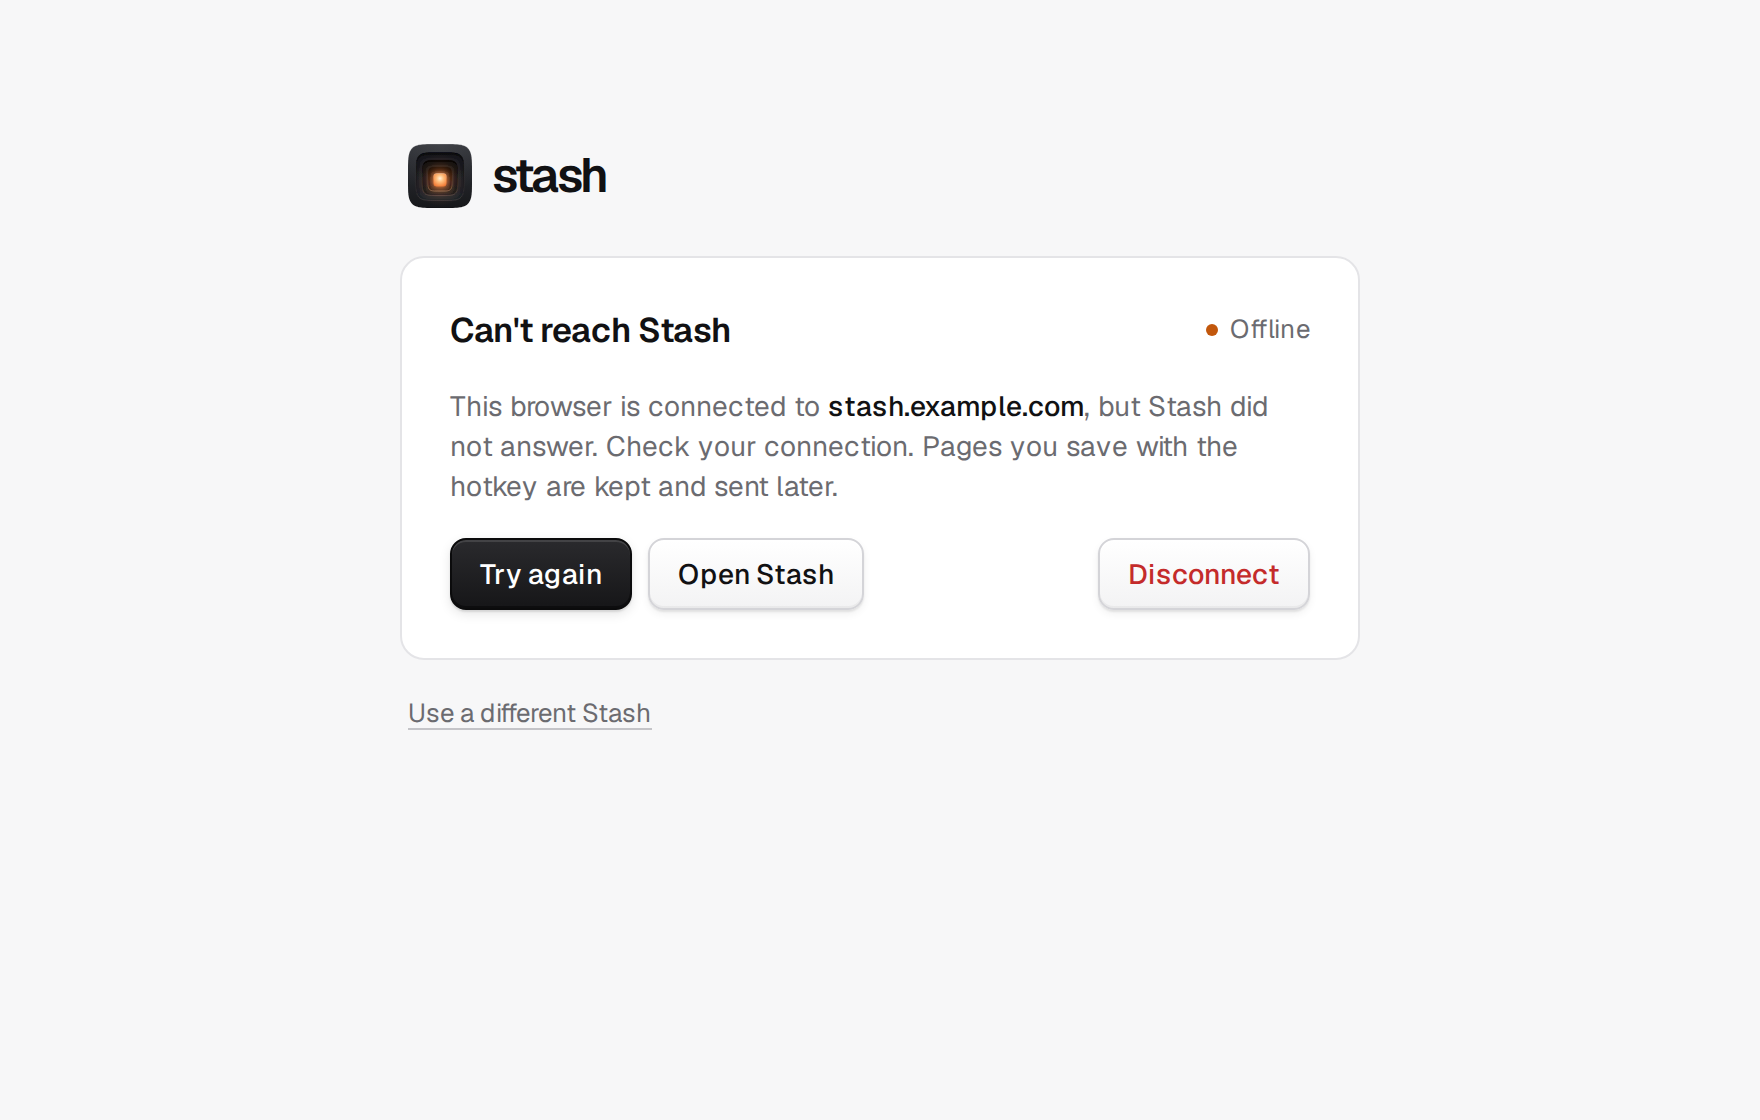 stash
Can't reach Stash
Offline
This browser is connected to stash.example.com, but Stash did
not answer. Check your connection. Pages you save with the
hotkey are kept and sent later.
Try again
Open Stash
Disconnect
Use a different Stash